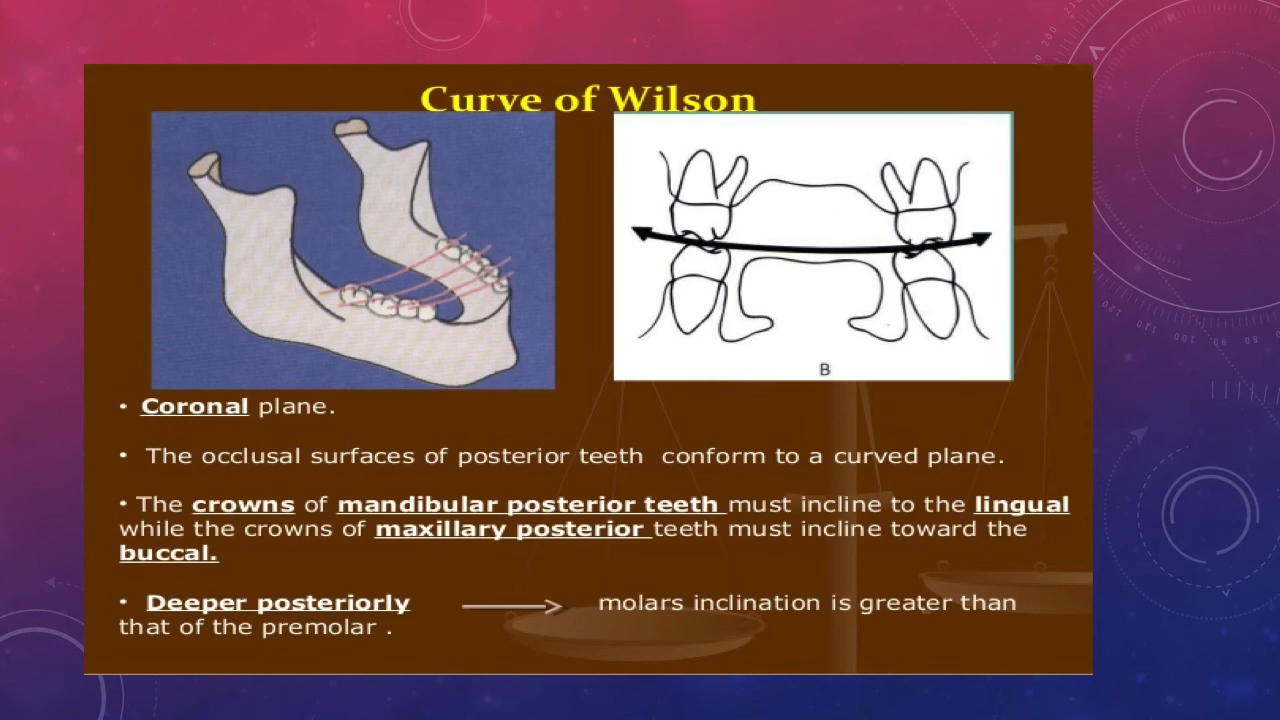 Curve of Wilson
B
• Coronal plane.
• The occlusal surfaces of posterior teeth conform to a curved plane.
• The crowns of mandibular posterior teeth must incline to the lingual
while the crowns of maxillary posterior teeth must incline toward the
buccal.
• Deeper posteriorly molars inclination is greater than
that of the premolar .